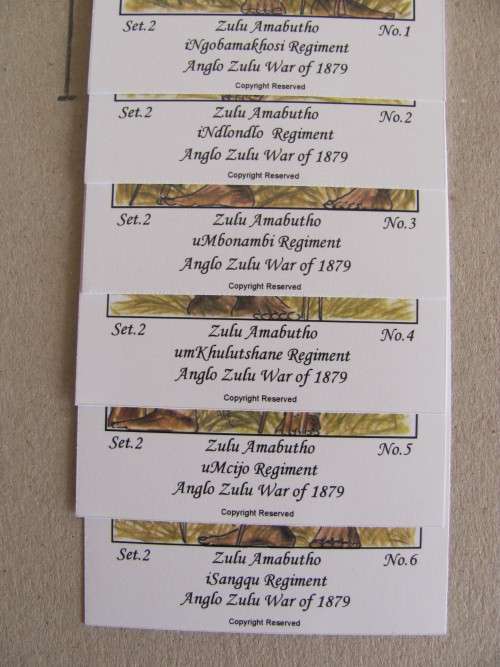 Set.2 Zulu Amabutho No.1
iNgobamakhosi Regiment
Anglo Zulu War of 1879
Copyright Reserved
Set.2 Zulu Amabutho No.2
iNdlondlo Regiment
Anglo Zulu War of 1879
Copyright Reserved
Set.2 Zulu Amabutho No.3
uMbonambi Regiment
Anglo Zulu War of 1879
Copyright Reserved
Set.2 Zulu Amabutho No.4
umKhulutshane Regiment
Anglo Zulu War of 1879
Copyright Reserved
Set.2 Zulu Amabutho No.5
uMcijo Regiment
Anglo Zulu War of 1879
Copyright Reserved
Set.2 Zulu Amabutho No.6
iSangqu Regiment
Anglo Zulu War of 1879
Copyright Reserved